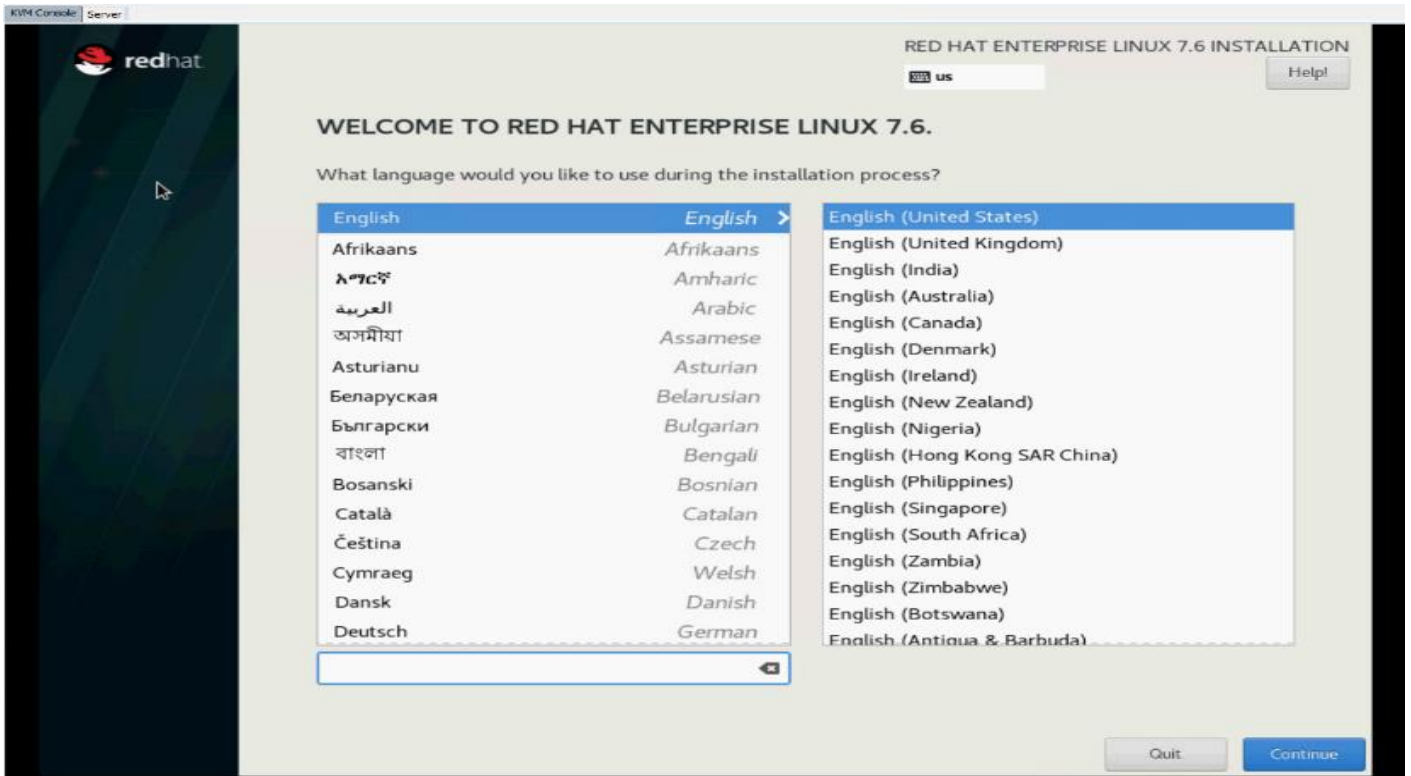 KVM Console Server
redhat
RED HAT ENTERPRISE LINUX 7.6 INSTALLATION
us
Help!
WELCOME TO RED HAT ENTERPRISE LINUX 7.6.
What language would you like to use during the installation process?
English English
Afrikaans Afrikaans
አማርኛ Amharic
العربية Arabic
অসমীয়া Assamese
Asturianu Asturian
Беларуская Belarusian
Български Bulgarian
বাংলা Bengali
Bosanski Bosnian
Català Catalan
Čeština Czech
Cymraeg Welsh
Dansk Danish
Deutsch German
English (United States)
English (United Kingdom)
English (India)
English (Australia)
English (Canada)
English (Denmark)
English (Ireland)
English (New Zealand)
English (Nigeria)
English (Hong Kong SAR China)
English (Philippines)
English (Singapore)
English (South Africa)
English (Zambia)
English (Zimbabwe)
English (Botswana)
English (Antigua & Barbuda)
Quit Continue